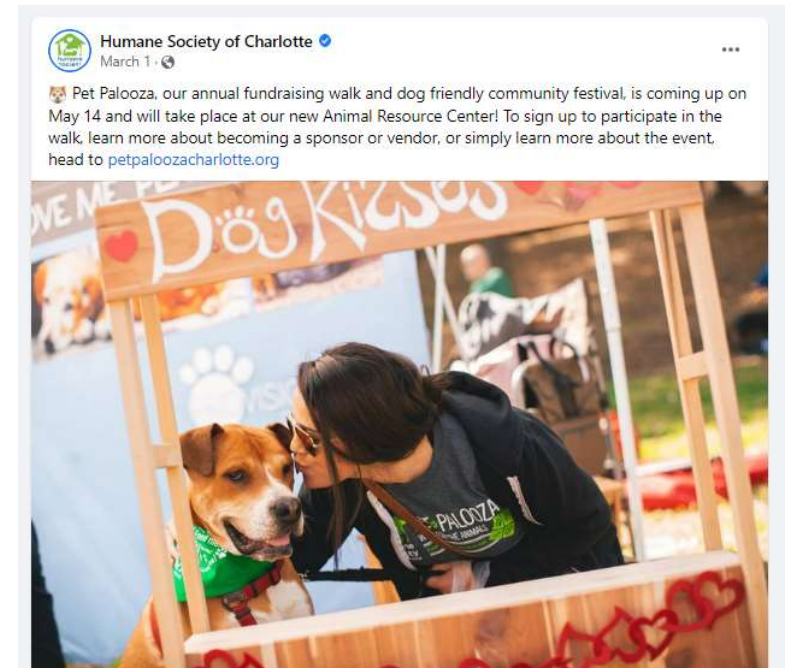 Humane Society of Charlotte
March 1 ·
🐹 Pet Palooza, our annual fundraising walk and dog friendly community festival, is coming up on
May 14 and will take place at our new Animal Resource Center! To sign up to participate in the
walk, learn more about becoming a sponsor or vendor, or simply learn more about the event,
head to petpaloozacharlotte.org
Dog Kisses
PALOOZA